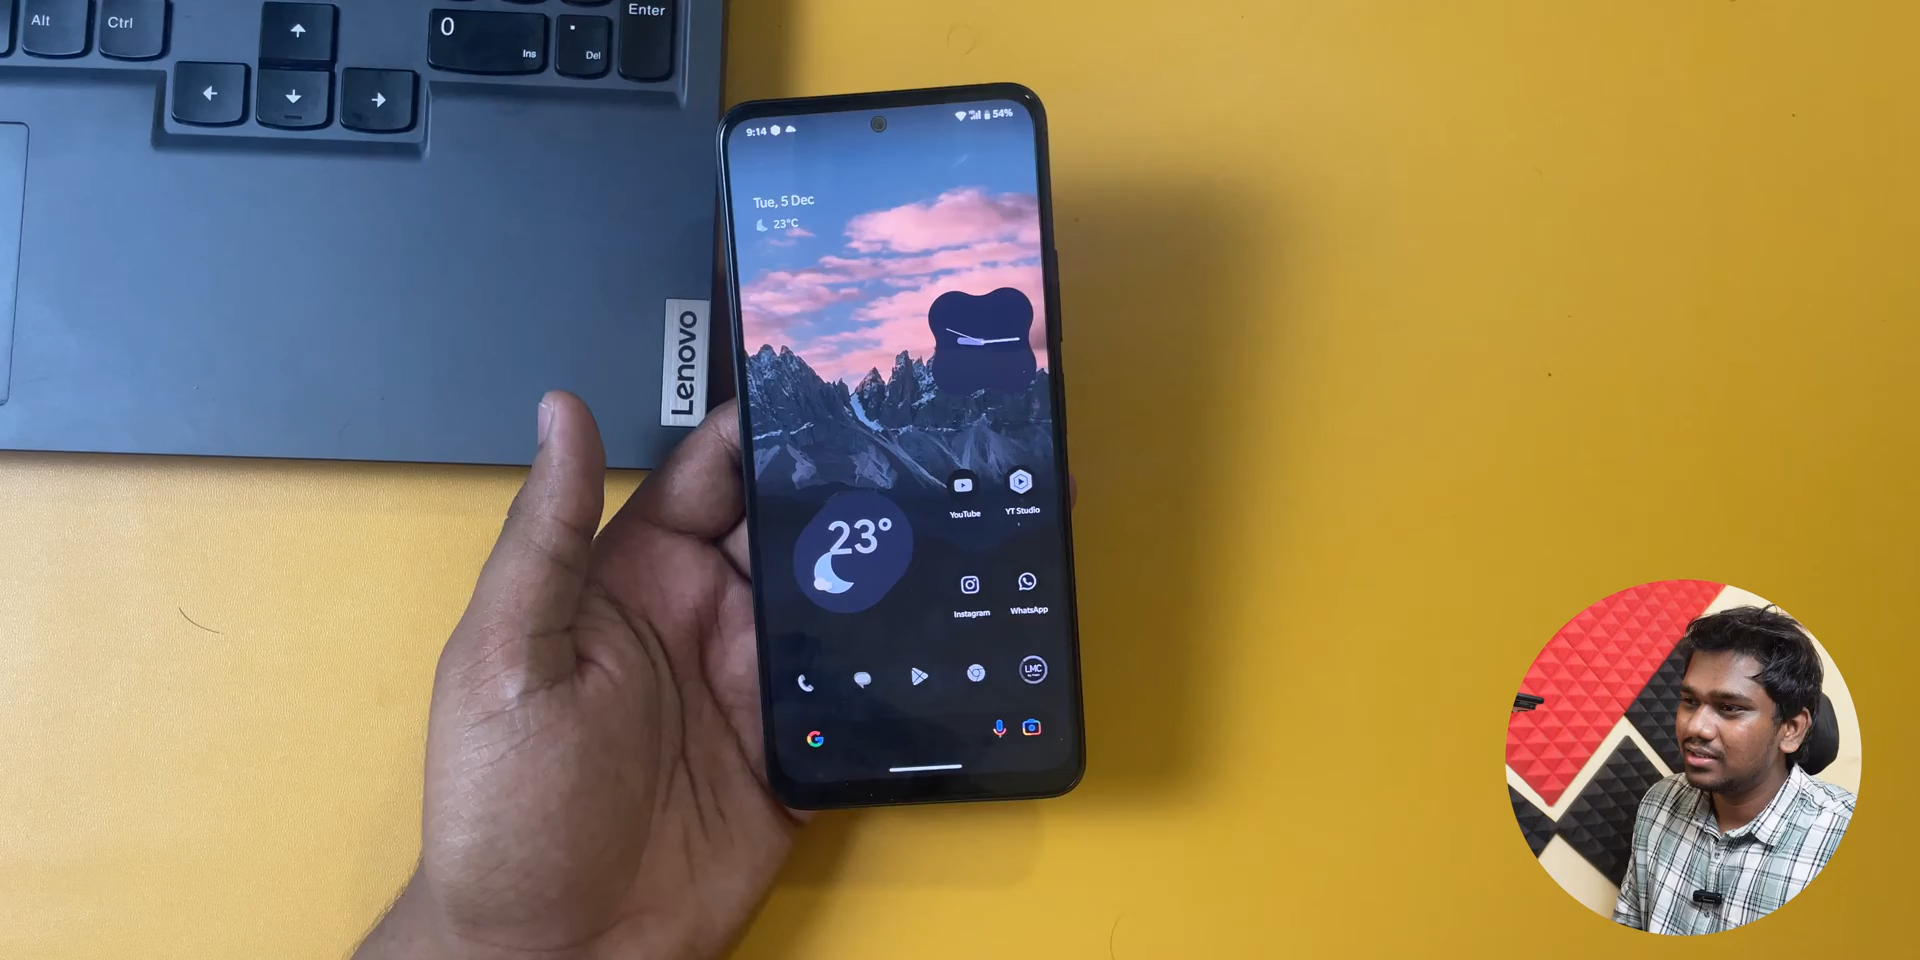 Alt
Ctrl
0
Ins
Del
Enter
Lenovo
9:14
54%
Tue, 5 Dec
23°C
23°
YouTube
YT Studio
Instagram
WhatsApp
LMC
G